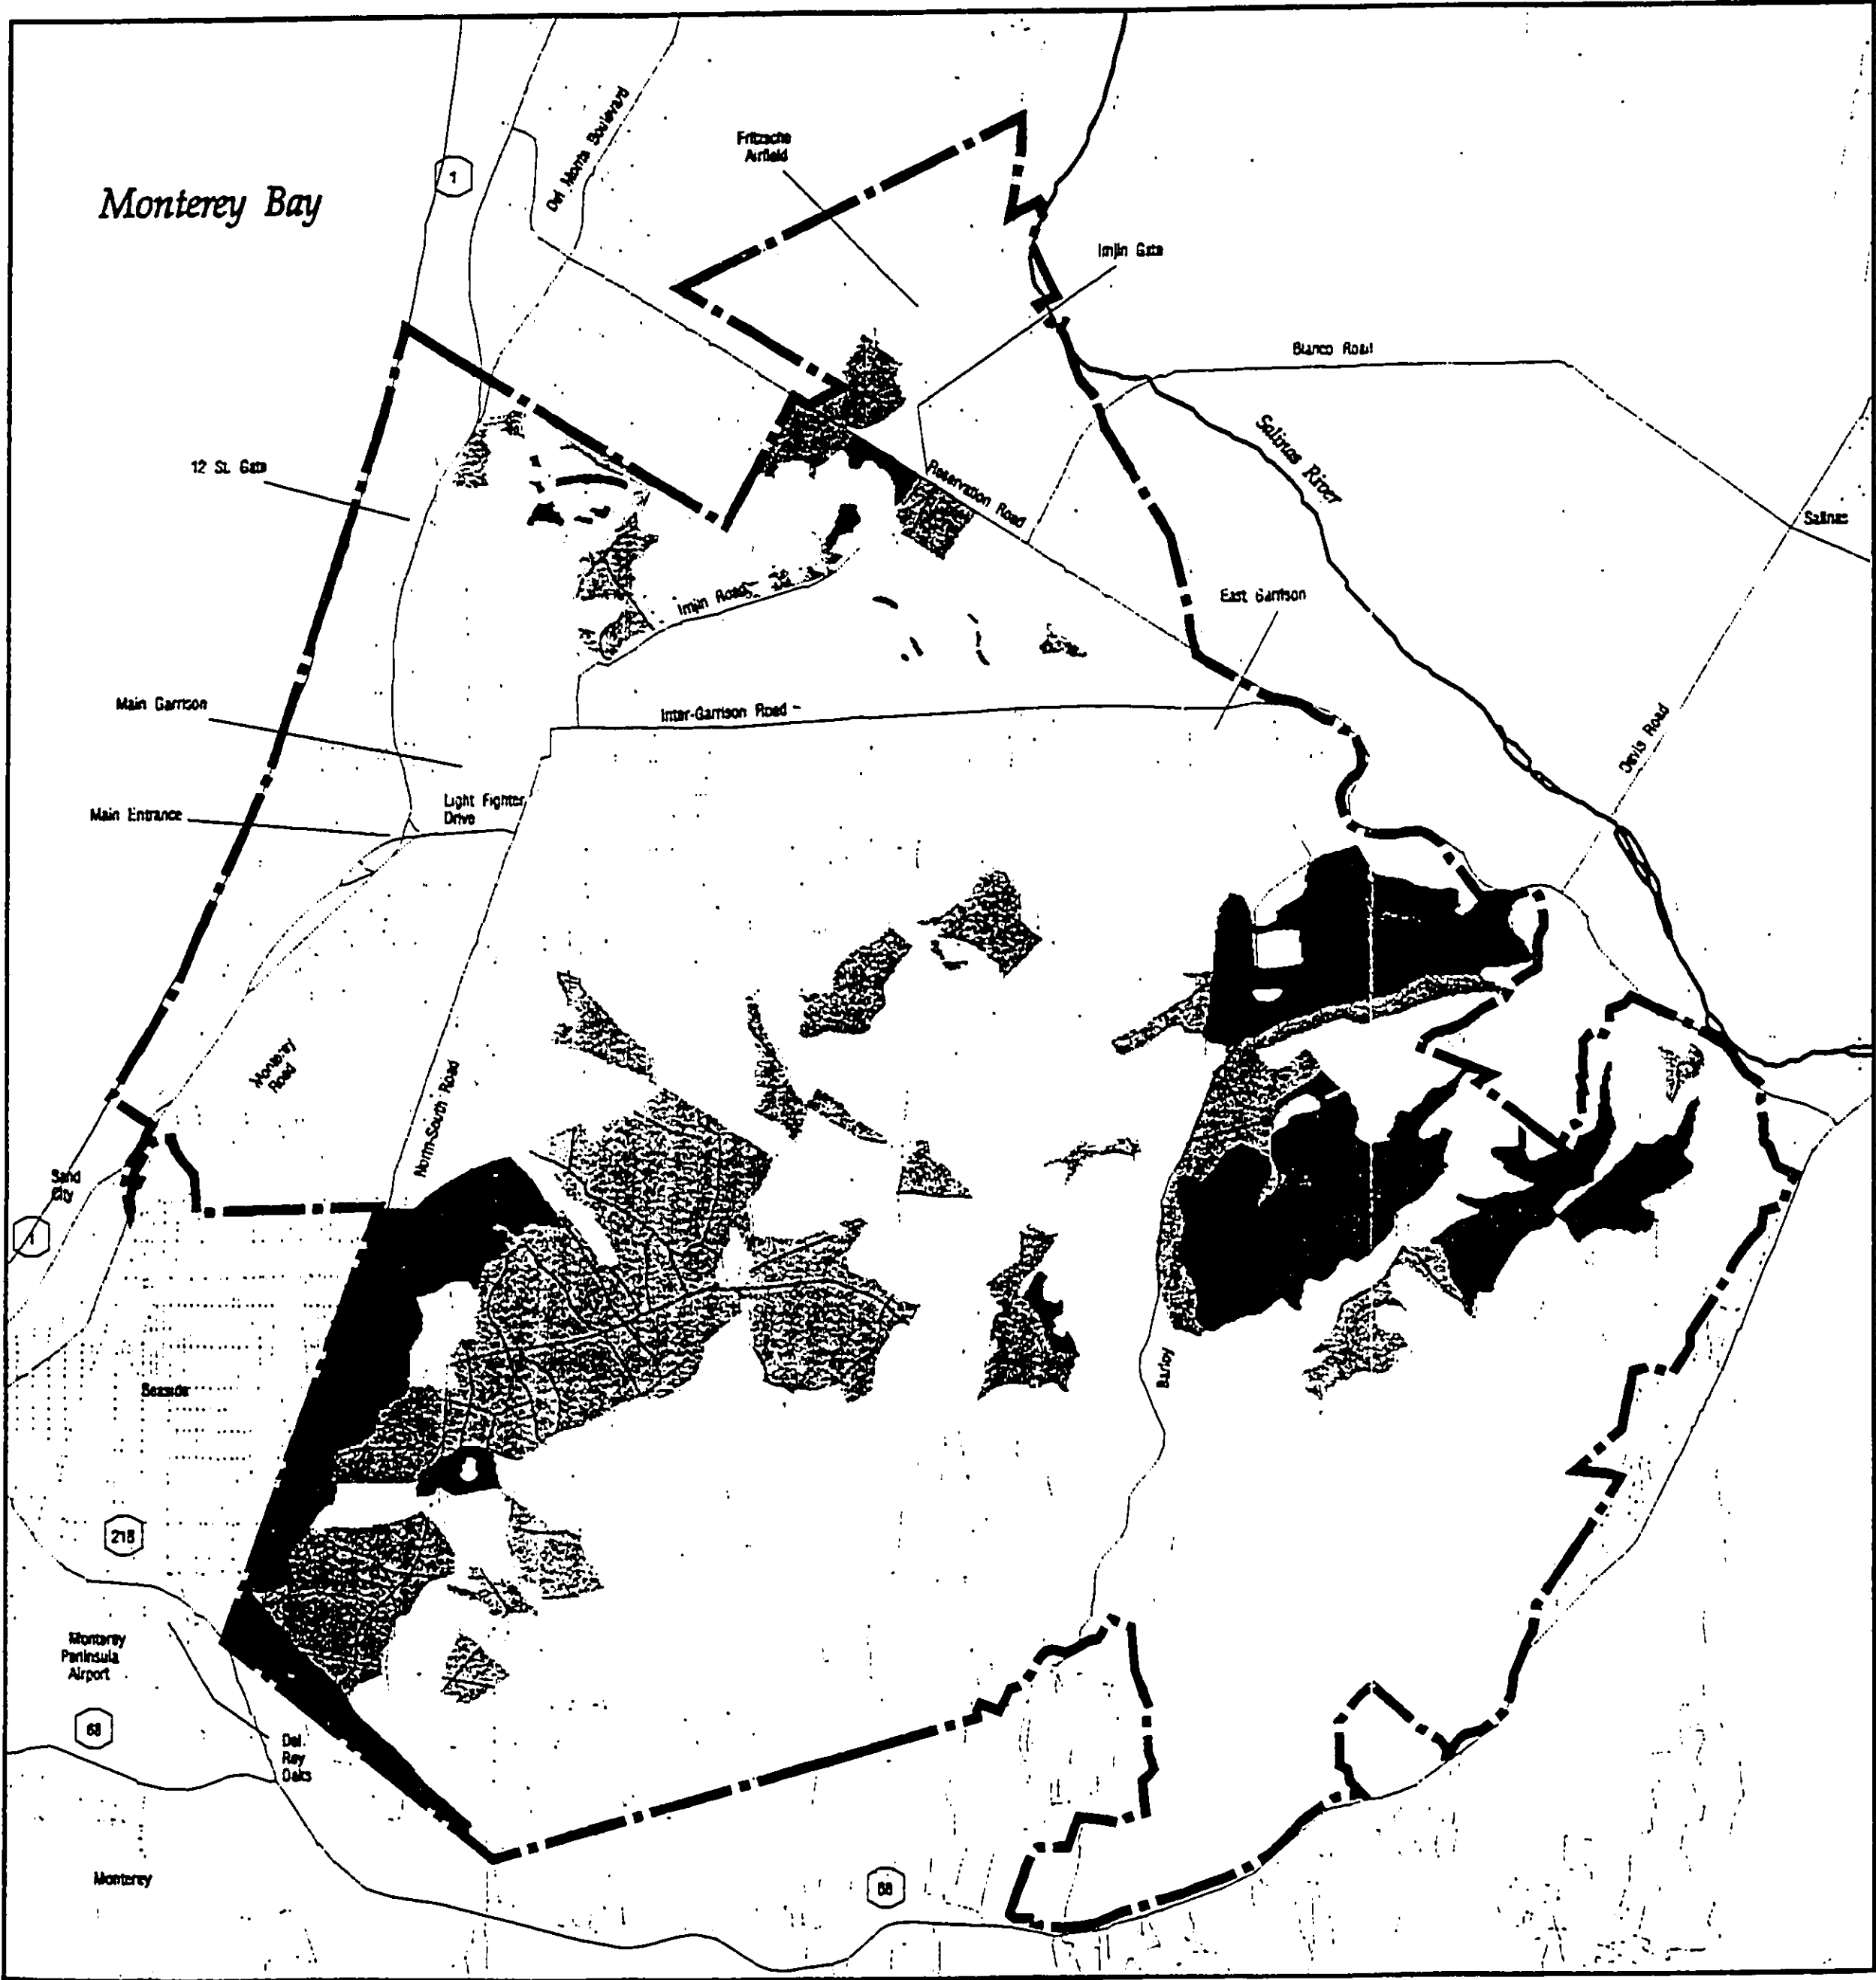 Monterey Bay
1
Del Monte Boulevard
Fritzsche
Airfield
Imjin Gate
Blanco Road
Salinas River
12 St. Gate
Reservation Road
Salinas
Imjin Road
East Garrison
Main Garrison
Inter-Garrison Road
Davis Road
Main Entrance
Light Fighter
Drive
Monterey
Road
North-South Road
Sand
City
1
Barloy
Seaside
218
Monterey
Peninsula
Airport
68
Del
Rey
Oaks
Monterey
68